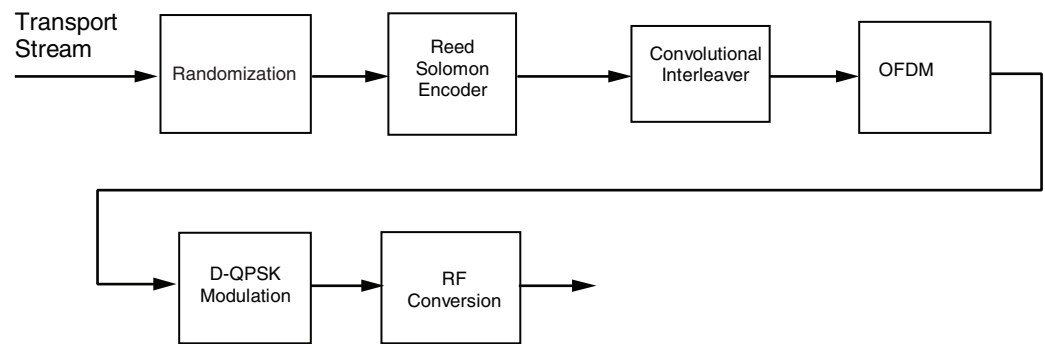 Transport
Stream
Randomization
Reed
Solomon
Encoder
Convolutional
Interleaver
OFDM
D-QPSK
Modulation
RF
Conversion